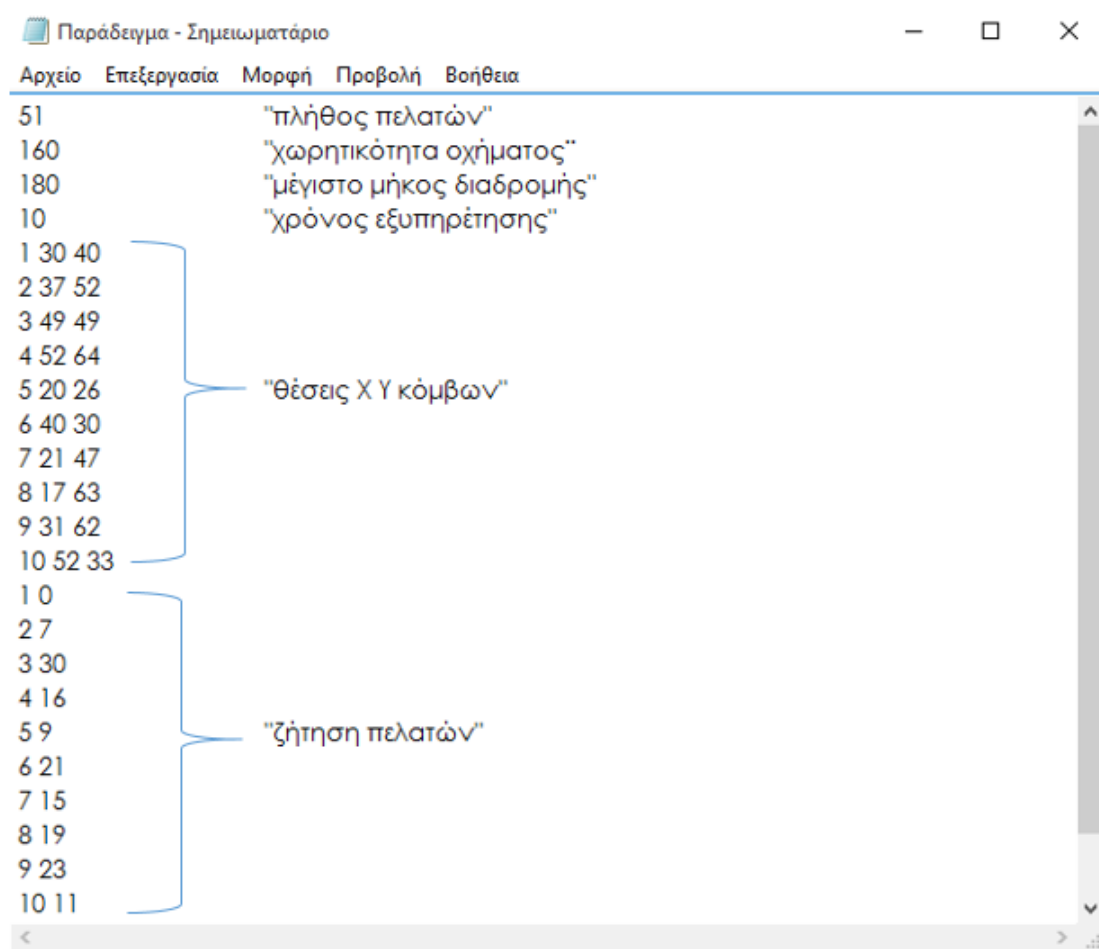 Παράδειγμα - Σημειωματάριο
Αρχείο Επεξεργασία Μορφή Προβολή Βοήθεια
51 "πλήθος πελατών"
160 "χωρητικότητα οχήματος¨
180 "μέγιστο μήκος διαδρομής"
10 "χρόνος εξυπηρέτησης"
1 30 40
2 37 52
3 49 49
4 52 64
5 20 26 "θέσεις Χ Υ κόμβων"
6 40 30
7 21 47
8 17 63
9 31 62
10 52 33
1 0
2 7
3 30
4 16
5 9 "ζήτηση πελατών"
6 21
7 15
8 19
9 23
10 11